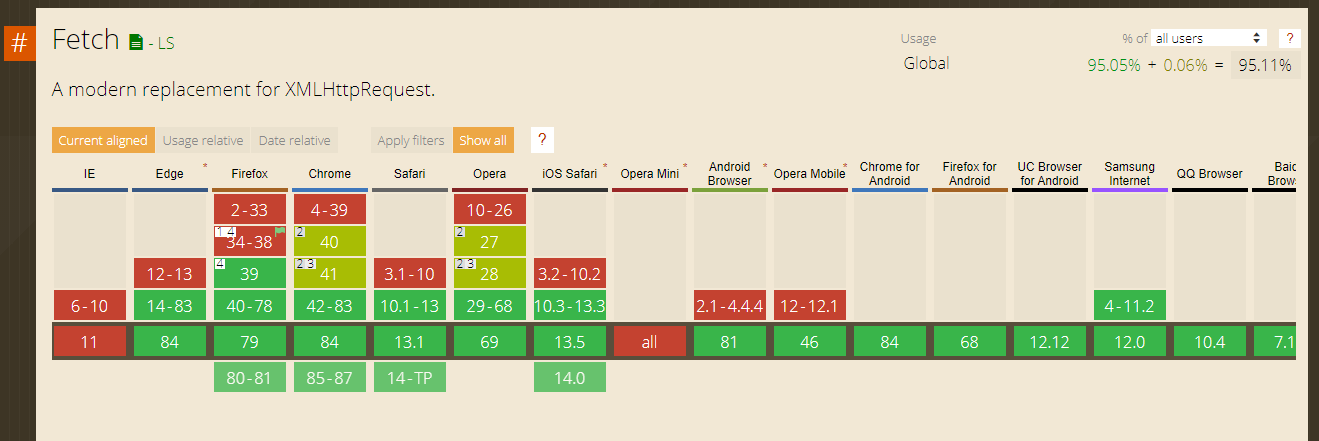 #
Fetch - LS
Usage % of all users ?
Global 95.05% + 0.06% = 95.11%
A modern replacement for XMLHttpRequest.
Current aligned Usage relative Date relative Apply filters Show all ?
IE Edge * Firefox Chrome Safari Opera iOS Safari * Opera Mini * Android Browser * Opera Mobile * Chrome for Android Firefox for Android UC Browser for Android Samsung Internet QQ Browser Baid Brows
2-33 4-39 10-26
1 4 34-38 2 40 2 27
12-13 4 39 2 3 41 3.1-10 2 3 28 3.2-10.2
6-10 14-83 40-78 42-83 10.1-13 29-68 10.3-13.3 2.1-4.4.4 12-12.1 4-11.2
11 84 79 84 13.1 69 13.5 all 81 46 84 68 12.12 12.0 10.4 7.1
80-81 85-87 14-TP 14.0